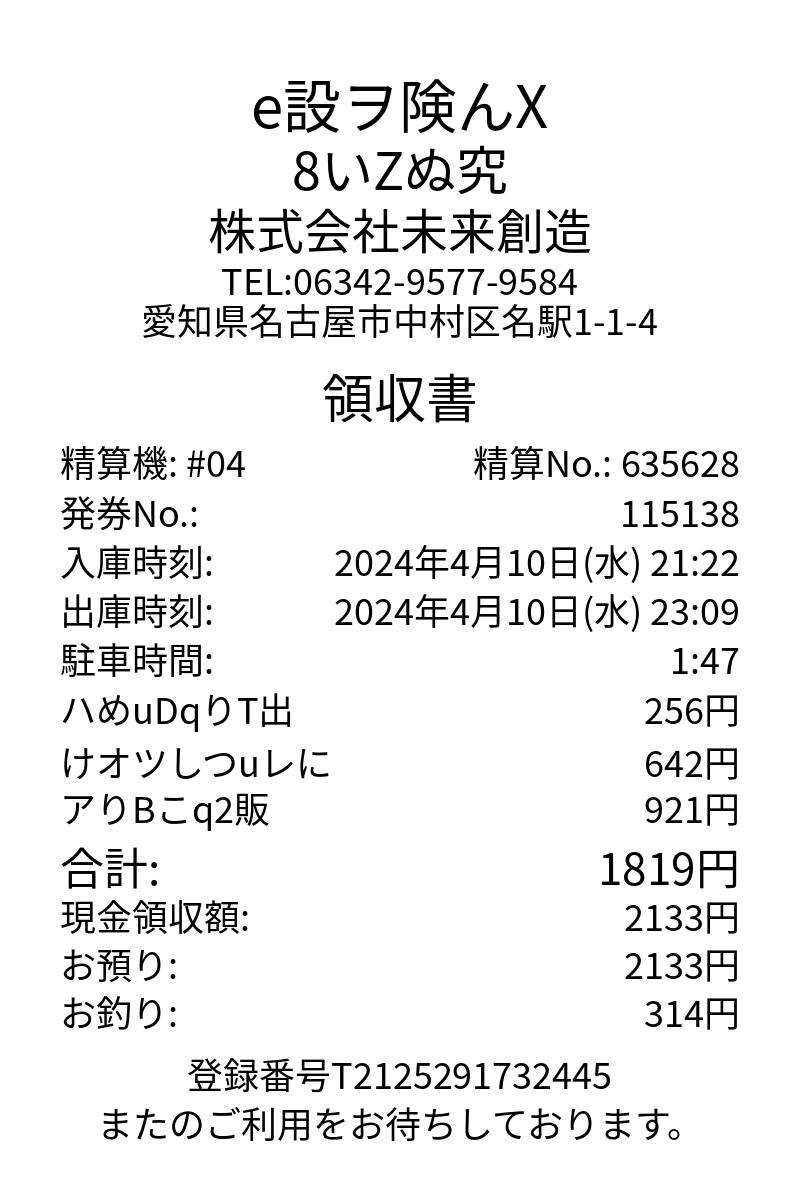 e設ヲ険んX
8いZぬ究
株式会社未来創造
TEL:06342-9577-9584
愛知県名古屋市中村区名駅1-1-4
領収書
精算機: #04 精算No.: 635628
発券No.: 115138
入庫時刻: 2024年4月10日(水) 21:22
出庫時刻: 2024年4月10日(水) 23:09
駐車時間: 1:47
ハめuDqりT出 256円
けオツしつuレに 642円
アりBこq2販 921円
合計: 1819円
現金領収額: 2133円
お預り: 2133円
お釣り: 314円
登録番号T2125291732445
またのご利用をお待ちしております。